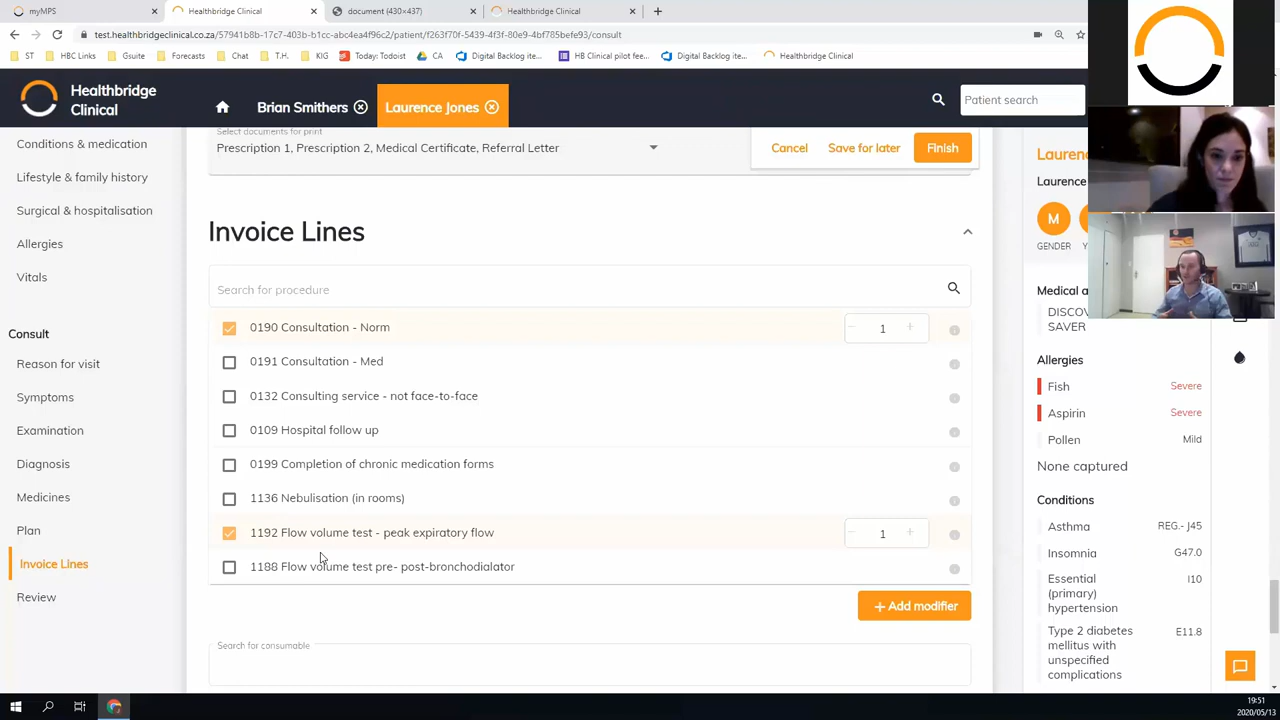 myMPS
Healthbridge Clinical
document (430×437)
Healthbridge Clinical
test.healthbridgeclinical.co.za/57941b8b-17c7-403b-b1cc-abc4ea4f96c2/patient/f263f70f-5439-4f3f-80e9-4bf785befe93/consult
ST
HBC Links
Gsuite
Forecasts
Chat
T.H.
KIG
Today: Todoist
CA
Digital Backlog ite...
HB Clinical pilot fee...
Digital Backlog ite...
Healthbridge Clinical
Healthbridge
Clinical
Brian Smithers
Laurence Jones
Patient search
Conditions & medication
Lifestyle & family history
Surgical & hospitalisation
Allergies
Vitals
Consult
Reason for visit
Symptoms
Examination
Diagnosis
Medicines
Plan
Invoice Lines
Review
Select documents for print
Prescription 1, Prescription 2, Medical Certificate, Referral Letter
Cancel
Save for later
Finish
Invoice Lines
Search for procedure
0190 Consultation - Norm
1
0191 Consultation - Med
0132 Consulting service - not face-to-face
0109 Hospital follow up
0199 Completion of chronic medication forms
1136 Nebulisation (in rooms)
1192 Flow volume test - peak expiratory flow
1
1188 Flow volume test pre- post-bronchodialator
+ Add modifier
Search for consumable
Laurenc
Laurence
M
GENDER
Medical a
DISCOV
SAVER
Allergies
Fish
Severe
Aspirin
Severe
Pollen
Mild
None captured
Conditions
Asthma
REG.- J45
Insomnia
G47.0
Essential
(primary)
hypertension
I10
Type 2 diabetes
mellitus with
unspecified
complications
E11.8
19:51
2020/05/13